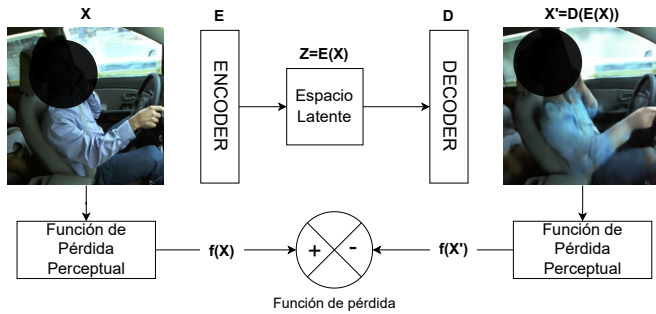 X
E
D
X'=D(E(X))
ENCODER
Z=E(X)
Espacio
Latente
DECODER
Función de
Pérdida
Perceptual
f(X)
+
-
f(X')
Función de
Pérdida
Perceptual
Función de pérdida